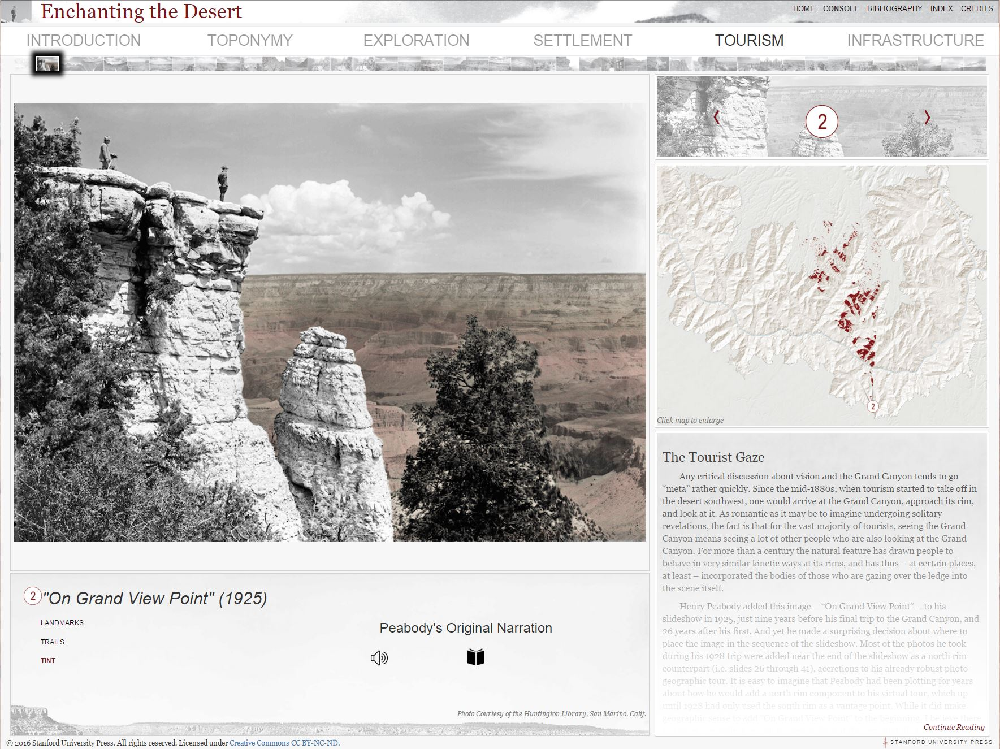 Enchanting the Desert
HOME CONSOLE BIBLIOGRAPHY INDEX CREDITS
INTRODUCTION TOPONYMY EXPLORATION SETTLEMENT TOURISM INFRASTRUCTURE
2
2
Click map to enlarge
The Tourist Gaze
Any critical discussion about vision and the Grand Canyon tends to go
“meta” rather quickly. Since the mid-1880s, when tourism started to take off in
the desert southwest, one would arrive at the Grand Canyon, approach its rim,
and look at it. As romantic as it may be to imagine undergoing solitary
revelations, the fact is that for the vast majority of tourists, seeing the Grand
Canyon means seeing a lot of other people who are also looking at the Grand
Canyon. For more than a century the natural feature has drawn people to
behave in very similar kinetic ways at its rims, and has thus – at certain places,
at least – incorporated the bodies of those who are gazing over the ledge into
the scene itself.
Henry Peabody added this image – “On Grand View Point” – to his
slideshow in 1925, just nine years before his final trip to the Grand Canyon, and
26 years after his first. And yet he made a surprising decision about where to
place the image in the sequence of the slideshow. Most of the photos he took
during his 1928 trip were added near the end of the slideshow as a north rim
counterpart (i.e. slides 26 through 41), accretions to his already robust photo-
geographic tour. It is easy to imagine that Peabody had been plotting for years
about how he would add a north rim component to his virtual tour, which up
until 1928 had only used the south rim as a vantage point. While it did make
geographic sense to add “On Grand View Point” to the beginning, I believe there
Continue Reading
2 "On Grand View Point" (1925)
LANDMARKS
TRAILS
TINT
Peabody's Original Narration
Photo Courtesy of the Huntington Library, San Marino, Calif.
© 2016 Stanford University Press. All rights reserved. Licensed under Creative Commons CC BY-NC-ND.
STANFORD UNIVERSITY PRESS